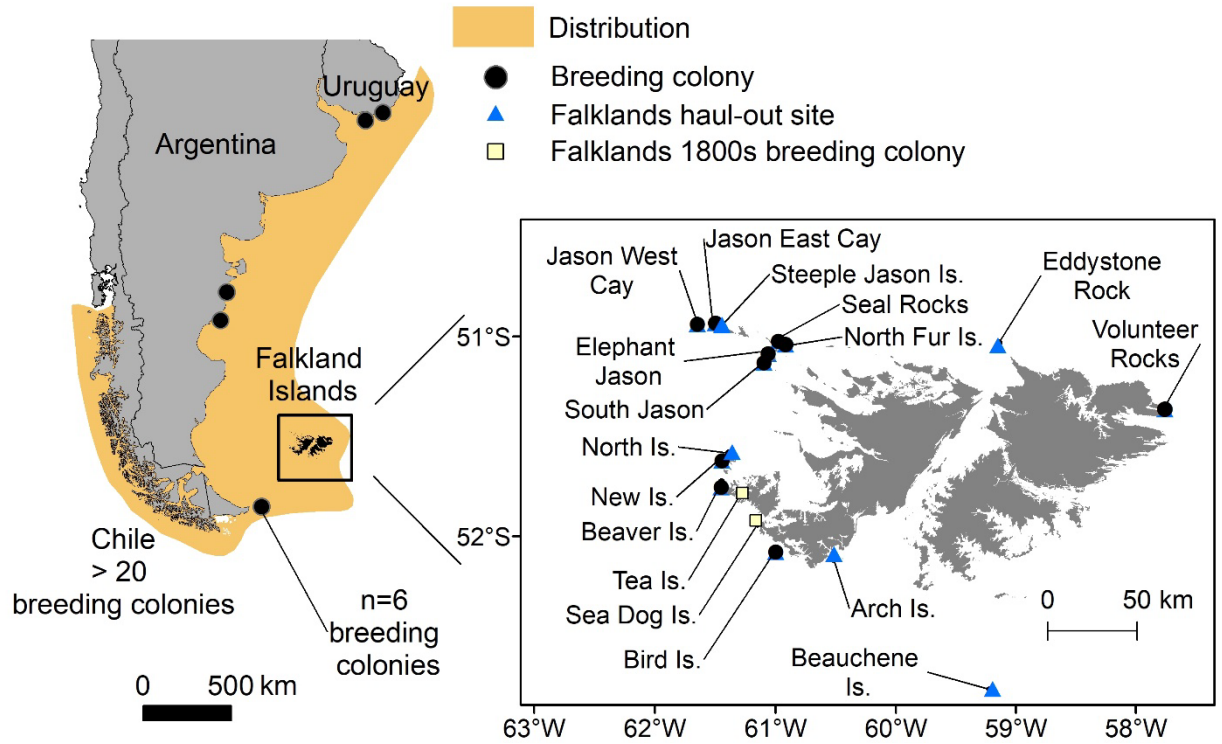 Distribution
Breeding colony
Falklands haul-out site
Falklands 1800s breeding colony
Uruguay
Argentina
Falkland
Islands
Chile
> 20
breeding colonies
n=6
breeding
colonies
0 500 km
Jason West
Cay
Jason East Cay
Steeple Jason Is.
Seal Rocks
North Fur Is.
Eddystone
Rock
Volunteer
Rocks
Elephant
Jason
South Jason
North Is.
New Is.
Beaver Is.
Tea Is.
Sea Dog Is.
Bird Is.
Arch Is.
Beauchene
Is.
0 50 km
51°S
52°S
63°W 62°W 61°W 60°W 59°W 58°W